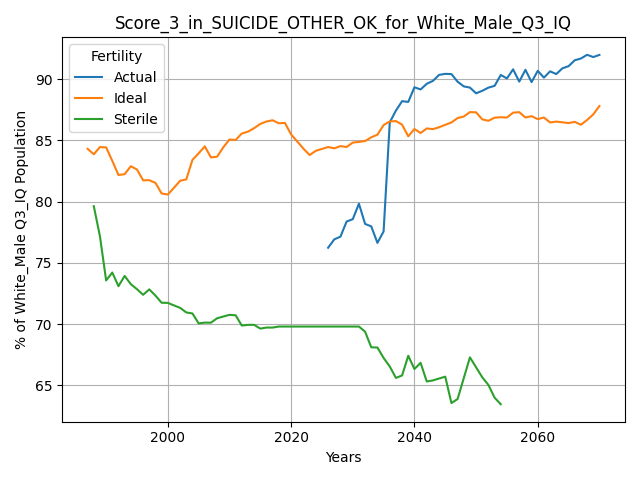 Score_3_in_SUICIDE_OTHER_OK_for_White_Male_Q3_IQ
Fertility
Actual
Ideal
Sterile
% of White_Male Q3_IQ Population
90
85
80
75
70
65
2000
2020
2040
2060
Years